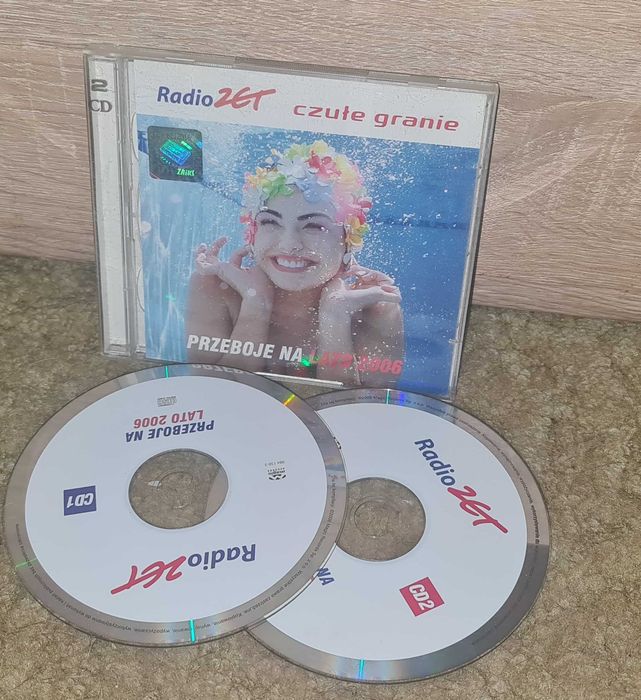 2
CD
Radio ZET czułe granie
ZAiKS
PRZEBOJE NA LATO 2006
PRZEBOJE NA
LATO 2006
CD1
Radio ZET
Radio ZET
CD2
NA